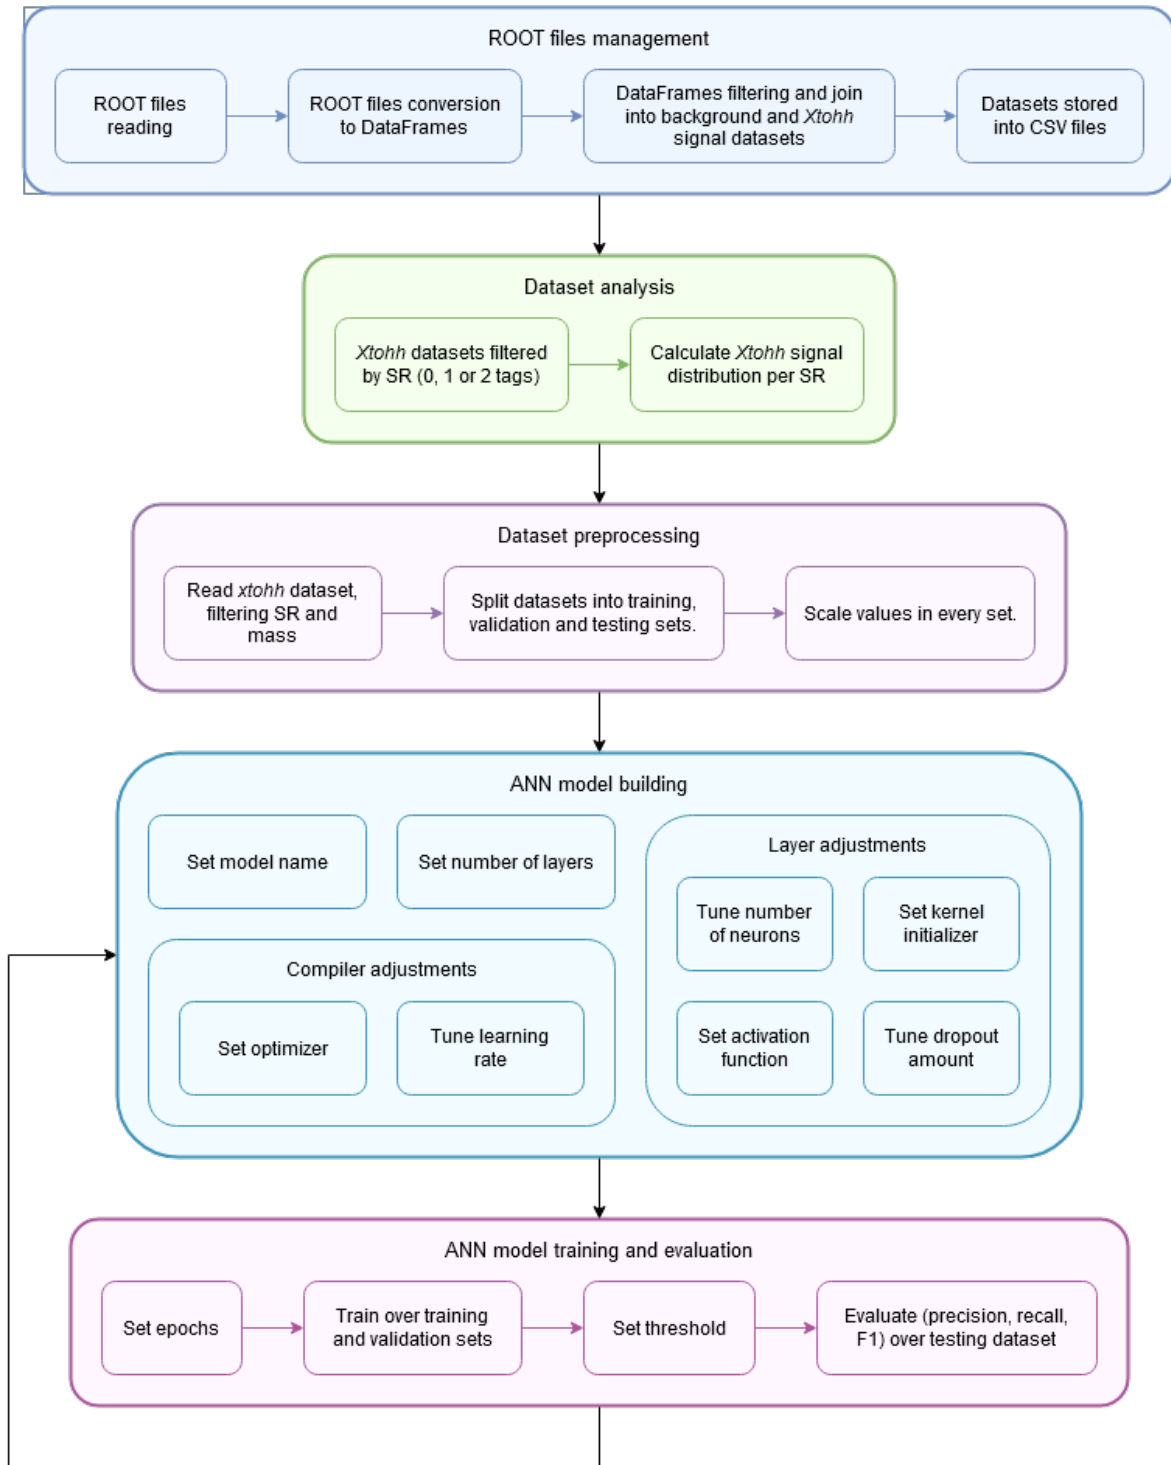 ROOT files management
ROOT files
reading
ROOT files conversion
to DataFrames
DataFrames filtering and join
into background and Xtohh
signal datasets
Datasets stored
into CSV files
Dataset analysis
Xtohh datasets filtered
by SR (0, 1 or 2 tags)
Calculate Xtohh signal
distribution per SR
Dataset preprocessing
Read xtohh dataset,
filtering SR and
mass
Split datasets into training,
validation and testing sets.
Scale values in every set.
ANN model building
Set model name
Set number of layers
Layer adjustments
Tune number
of neurons
Set kernel
initializer
Compiler adjustments
Set optimizer
Tune learning
rate
Set activation
function
Tune dropout
amount
ANN model training and evaluation
Set epochs
Train over training
and validation sets
Set threshold
Evaluate (precision, recall,
F1) over testing dataset